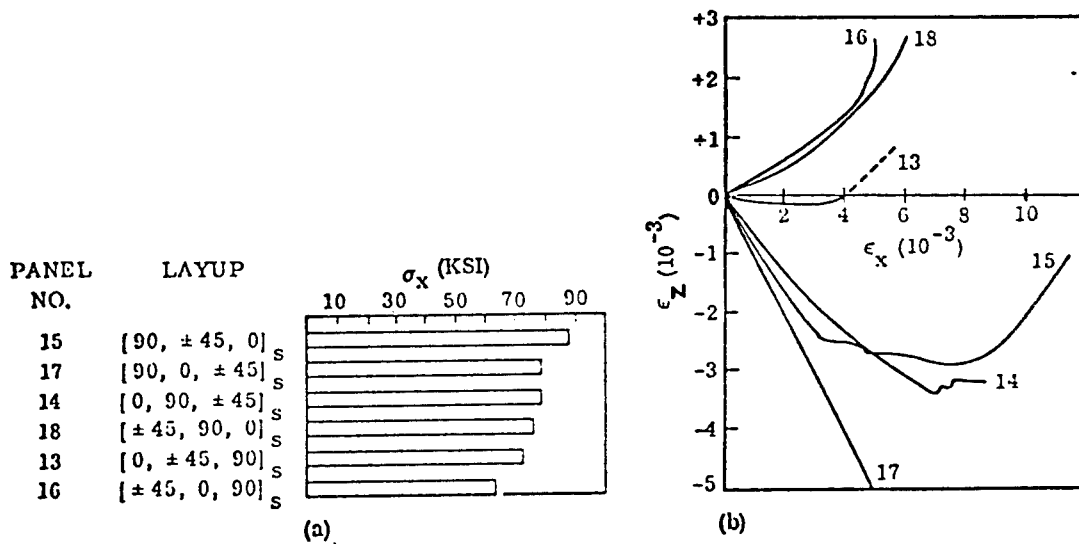 PANEL NO.
LAYUP
σx (KSI)
10 30 50 70 90
15 [90, ±45, 0]s
17 [90, 0, ±45]s
14 [0, 90, ±45]s
18 [±45, 90, 0]s
13 [0, ±45, 90]s
16 [±45, 0, 90]s
(a)
+3
+2
+1
0
-1
-2
-3
-4
-5
εz (10⁻³)
2 4 6 8 10
εx (10⁻³)
16
18
13
15
14
17
(b)